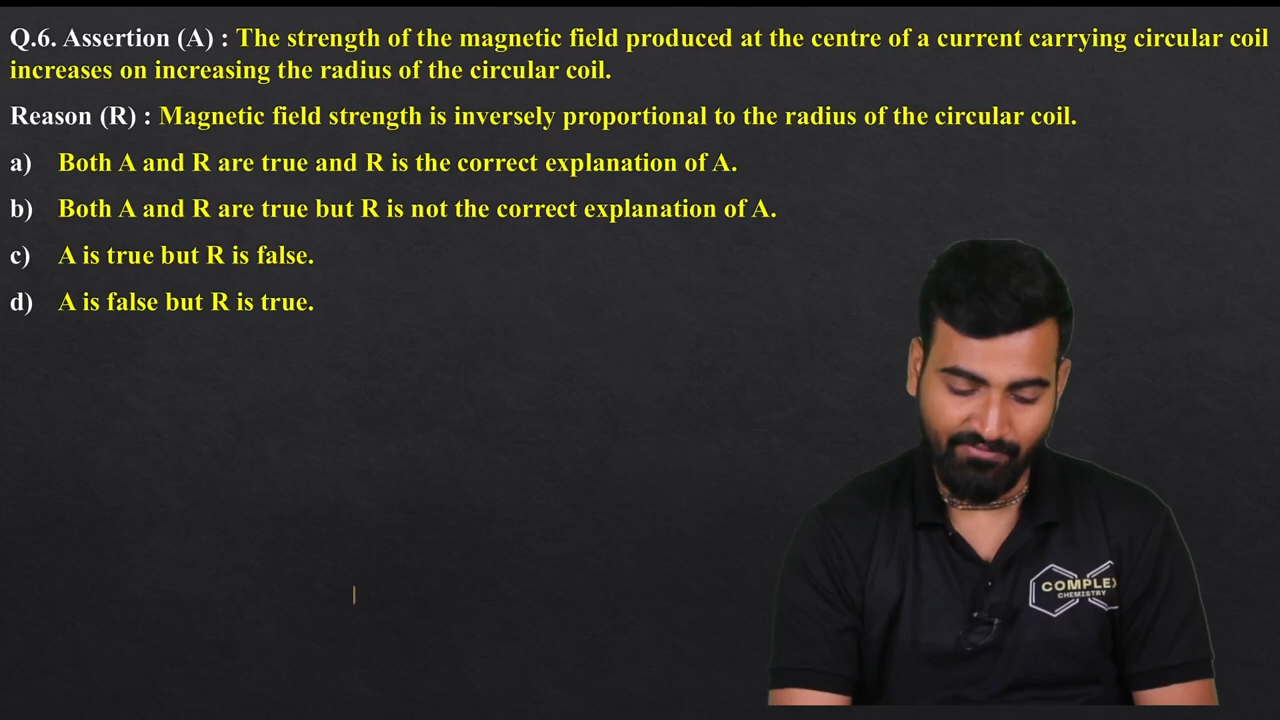 Q.6. Assertion (A) : The strength of the magnetic field produced at the centre of a current carrying circular coil
increases on increasing the radius of the circular coil.
Reason (R) : Magnetic field strength is inversely proportional to the radius of the circular coil.
a) Both A and R are true and R is the correct explanation of A.
b) Both A and R are true but R is not the correct explanation of A.
c) A is true but R is false.
d) A is false but R is true.
COMPLEX
CHEMISTRY